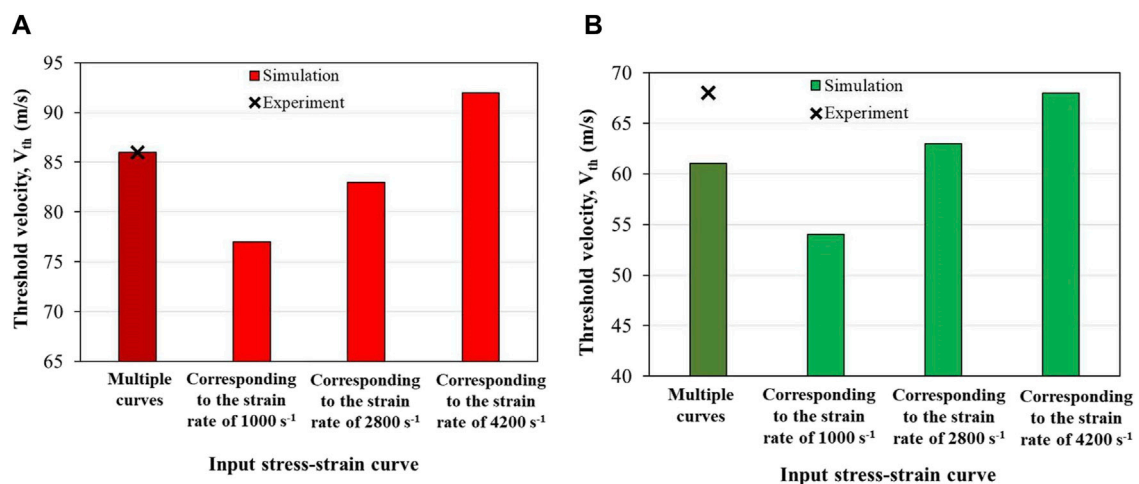 A
Threshold velocity, Vth (m/s)
95
90
85
80
75
70
65
Simulation
Experiment
Multiple
curves
Corresponding
to the strain
rate of 1000 s-1
Corresponding
to the strain
rate of 2800 s-1
Corresponding
to the strain
rate of 4200 s-1
Input stress-strain curve
B
Threshold velocity, Vth (m/s)
70
65
60
55
50
45
40
Simulation
Experiment
Multiple
curves
Corresponding
to the strain
rate of 1000 s-1
Corresponding
to the strain
rate of 2800 s-1
Corresponding
to the strain
rate of 4200 s-1
Input stress-strain curve